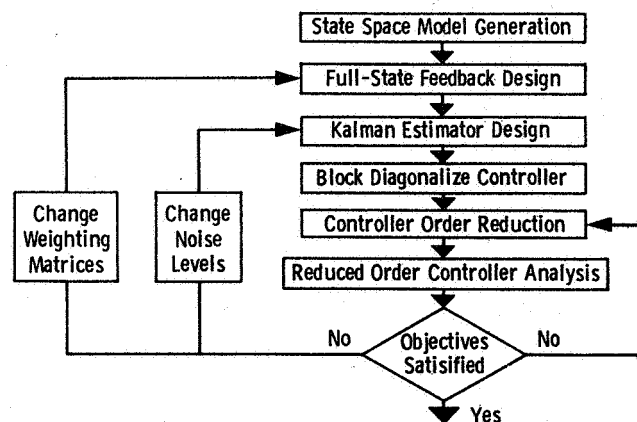 State Space Model Generation
Full-State Feedback Design
Kalman Estimator Design
Block Diagonalize Controller
Change
Weighting
Matrices
Change
Noise
Levels
Controller Order Reduction
Reduced Order Controller Analysis
No
Objectives
Satisified
No
Yes